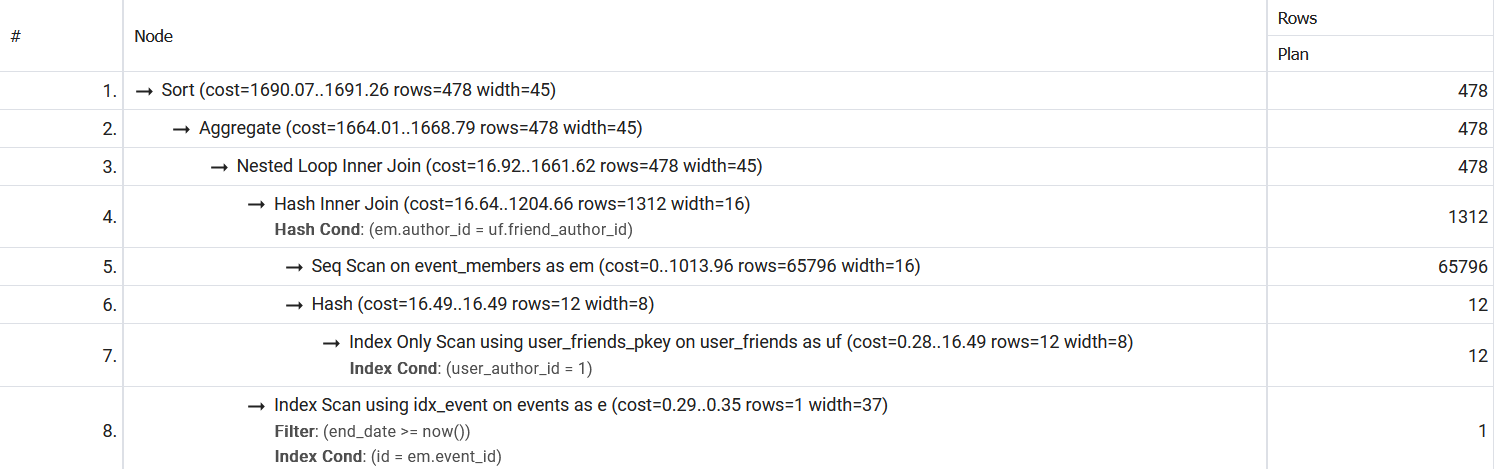 # Node Rows
Plan
1. → Sort (cost=1690.07..1691.26 rows=478 width=45) 478
2. → Aggregate (cost=1664.01..1668.79 rows=478 width=45) 478
3. → Nested Loop Inner Join (cost=16.92..1661.62 rows=478 width=45) 478
4. → Hash Inner Join (cost=16.64..1204.66 rows=1312 width=16) 1312
Hash Cond: (em.author_id = uf.friend_author_id)
5. → Seq Scan on event_members as em (cost=0..1013.96 rows=65796 width=16) 65796
6. → Hash (cost=16.49..16.49 rows=12 width=8) 12
7. → Index Only Scan using user_friends_pkey on user_friends as uf (cost=0.28..16.49 rows=12 width=8) 12
Index Cond: (user_author_id = 1)
8. → Index Scan using idx_event on events as e (cost=0.29..0.35 rows=1 width=37) 1
Filter: (end_date >= now())
Index Cond: (id = em.event_id)